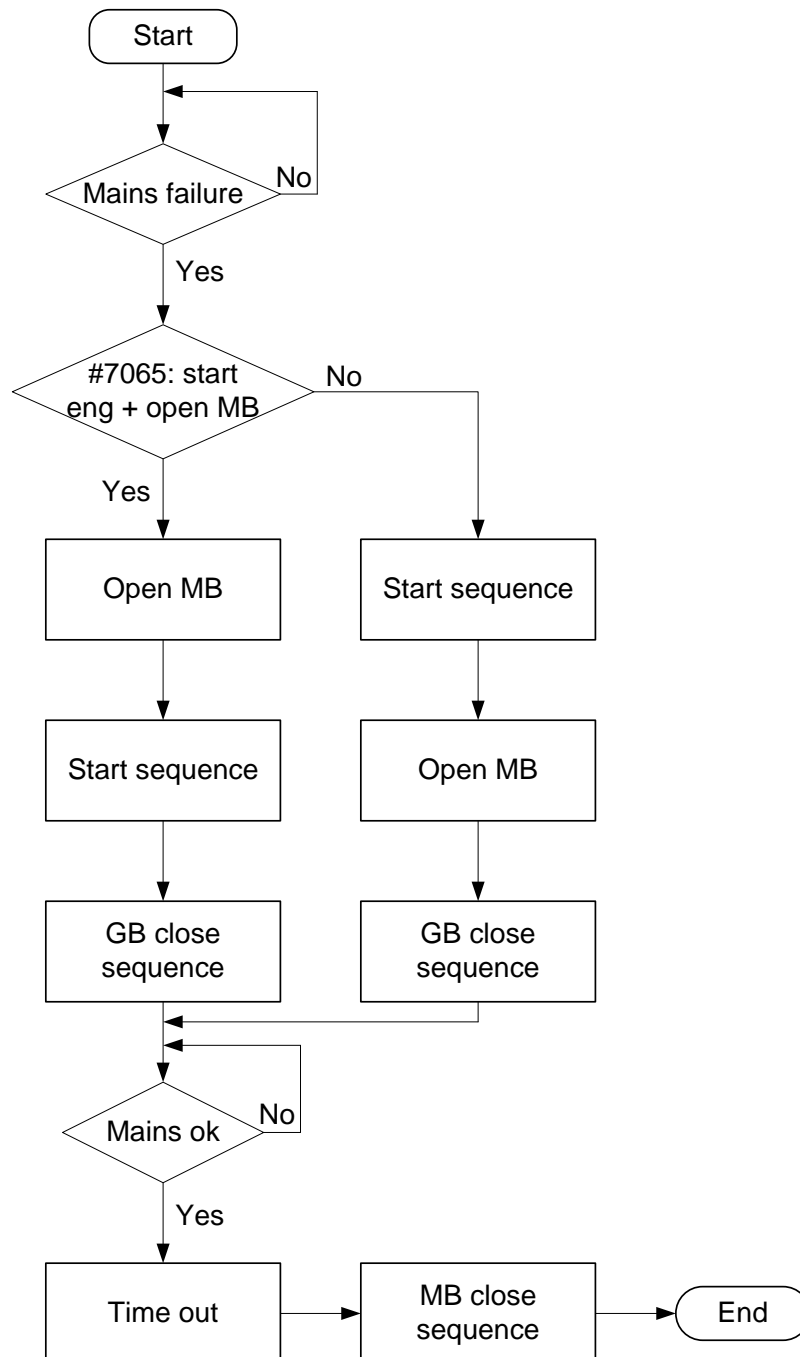 Start
Mains failure
No
Yes
#7065: start
eng + open MB
No
Yes
Open MB
Start sequence
Start sequence
Open MB
GB close
sequence
GB close
sequence
Mains ok
No
Yes
Time out
MB close
sequence
End